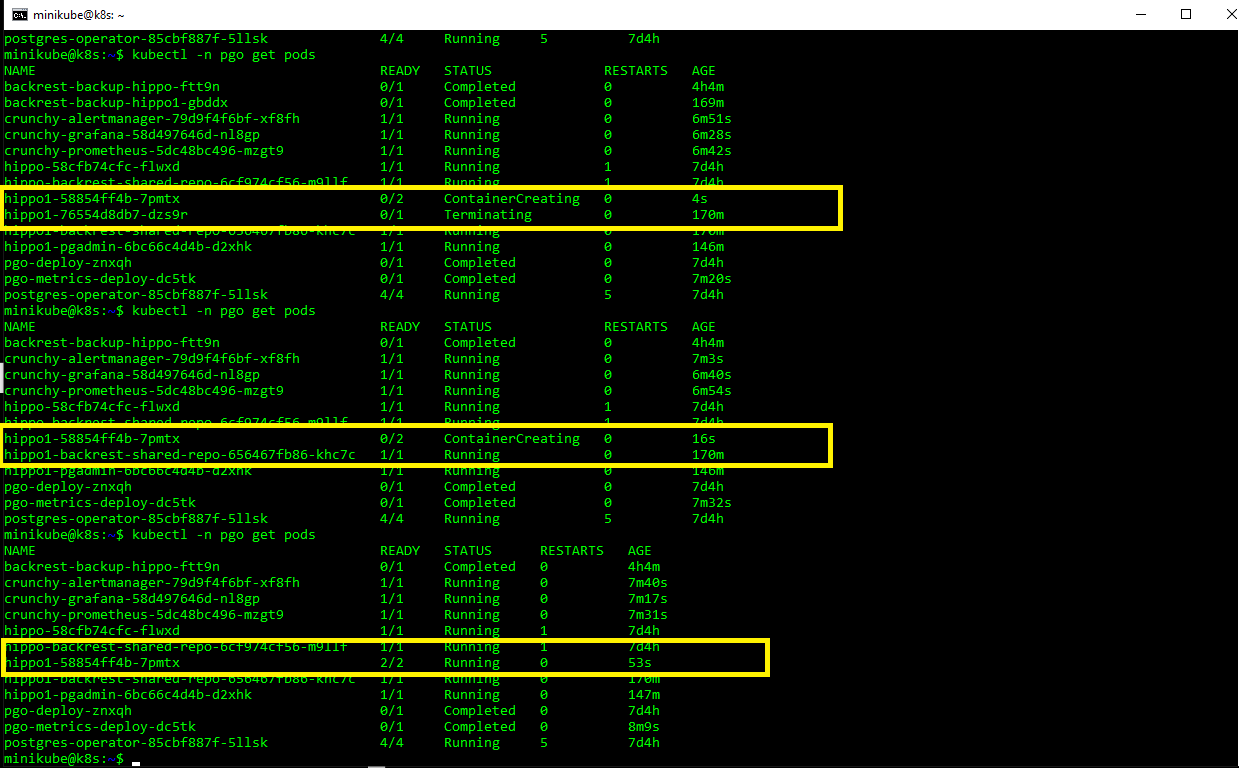 minikube@k8s: ~
postgres-operator-85cbf887f-5llsk 4/4 Running 5 7d4h
minikube@k8s:~$ kubectl -n pgo get pods
NAME READY STATUS RESTARTS AGE
backrest-backup-hippo-ftt9n 0/1 Completed 0 4h4m
backrest-backup-hippo1-gbddx 0/1 Completed 0 169m
crunchy-alertmanager-79d9f4f6bf-xf8fh 1/1 Running 0 6m51s
crunchy-grafana-58d497646d-nl8gp 1/1 Running 0 6m28s
crunchy-prometheus-5dc48bc496-mzgt9 1/1 Running 0 6m42s
hippo-58cfb74cfc-flwxd 1/1 Running 1 7d4h
hippo-backrest-shared-repo-6cf974cf56-m9llf 1/1 Running 1 7d4h
hippo1-58854ff4b-7pmtx 0/2 ContainerCreating 0 4s
hippo1-76554d8db7-dzs9r 0/1 Terminating 0 170m
hippo1-backrest-shared-repo-656467fb86-khc7c 1/1 Running 0 170m
hippo1-pgadmin-6bc66c4d4b-d2xhk 1/1 Running 0 146m
pgo-deploy-znxqh 0/1 Completed 0 7d4h
pgo-metrics-deploy-dc5tk 0/1 Completed 0 7m20s
postgres-operator-85cbf887f-5llsk 4/4 Running 5 7d4h
minikube@k8s:~$ kubectl -n pgo get pods
NAME READY STATUS RESTARTS AGE
backrest-backup-hippo-ftt9n 0/1 Completed 0 4h4m
crunchy-alertmanager-79d9f4f6bf-xf8fh 1/1 Running 0 7m3s
crunchy-grafana-58d497646d-nl8gp 1/1 Running 0 6m40s
crunchy-prometheus-5dc48bc496-mzgt9 1/1 Running 0 6m54s
hippo-58cfb74cfc-flwxd 1/1 Running 1 7d4h
hippo-backrest-shared-repo-6cf974cf56-m9llf 1/1 Running 1 7d4h
hippo1-58854ff4b-7pmtx 0/2 ContainerCreating 0 16s
hippo1-backrest-shared-repo-656467fb86-khc7c 1/1 Running 0 170m
hippo1-pgadmin-6bc66c4d4b-d2xhk 1/1 Running 0 146m
pgo-deploy-znxqh 0/1 Completed 0 7d4h
pgo-metrics-deploy-dc5tk 0/1 Completed 0 7m32s
postgres-operator-85cbf887f-5llsk 4/4 Running 5 7d4h
minikube@k8s:~$ kubectl -n pgo get pods
NAME READY STATUS RESTARTS AGE
backrest-backup-hippo-ftt9n 0/1 Completed 0 4h4m
crunchy-alertmanager-79d9f4f6bf-xf8fh 1/1 Running 0 7m40s
crunchy-grafana-58d497646d-nl8gp 1/1 Running 0 7m17s
crunchy-prometheus-5dc48bc496-mzgt9 1/1 Running 0 7m31s
hippo-58cfb74cfc-flwxd 1/1 Running 1 7d4h
hippo-backrest-shared-repo-6cf974cf56-m9llf 1/1 Running 1 7d4h
hippo1-58854ff4b-7pmtx 2/2 Running 0 53s
hippo1-backrest-shared-repo-656467fb86-khc7c 1/1 Running 0 170m
hippo1-pgadmin-6bc66c4d4b-d2xhk 1/1 Running 0 147m
pgo-deploy-znxqh 0/1 Completed 0 7d4h
pgo-metrics-deploy-dc5tk 0/1 Completed 0 8m9s
postgres-operator-85cbf887f-5llsk 4/4 Running 5 7d4h
minikube@k8s:~$